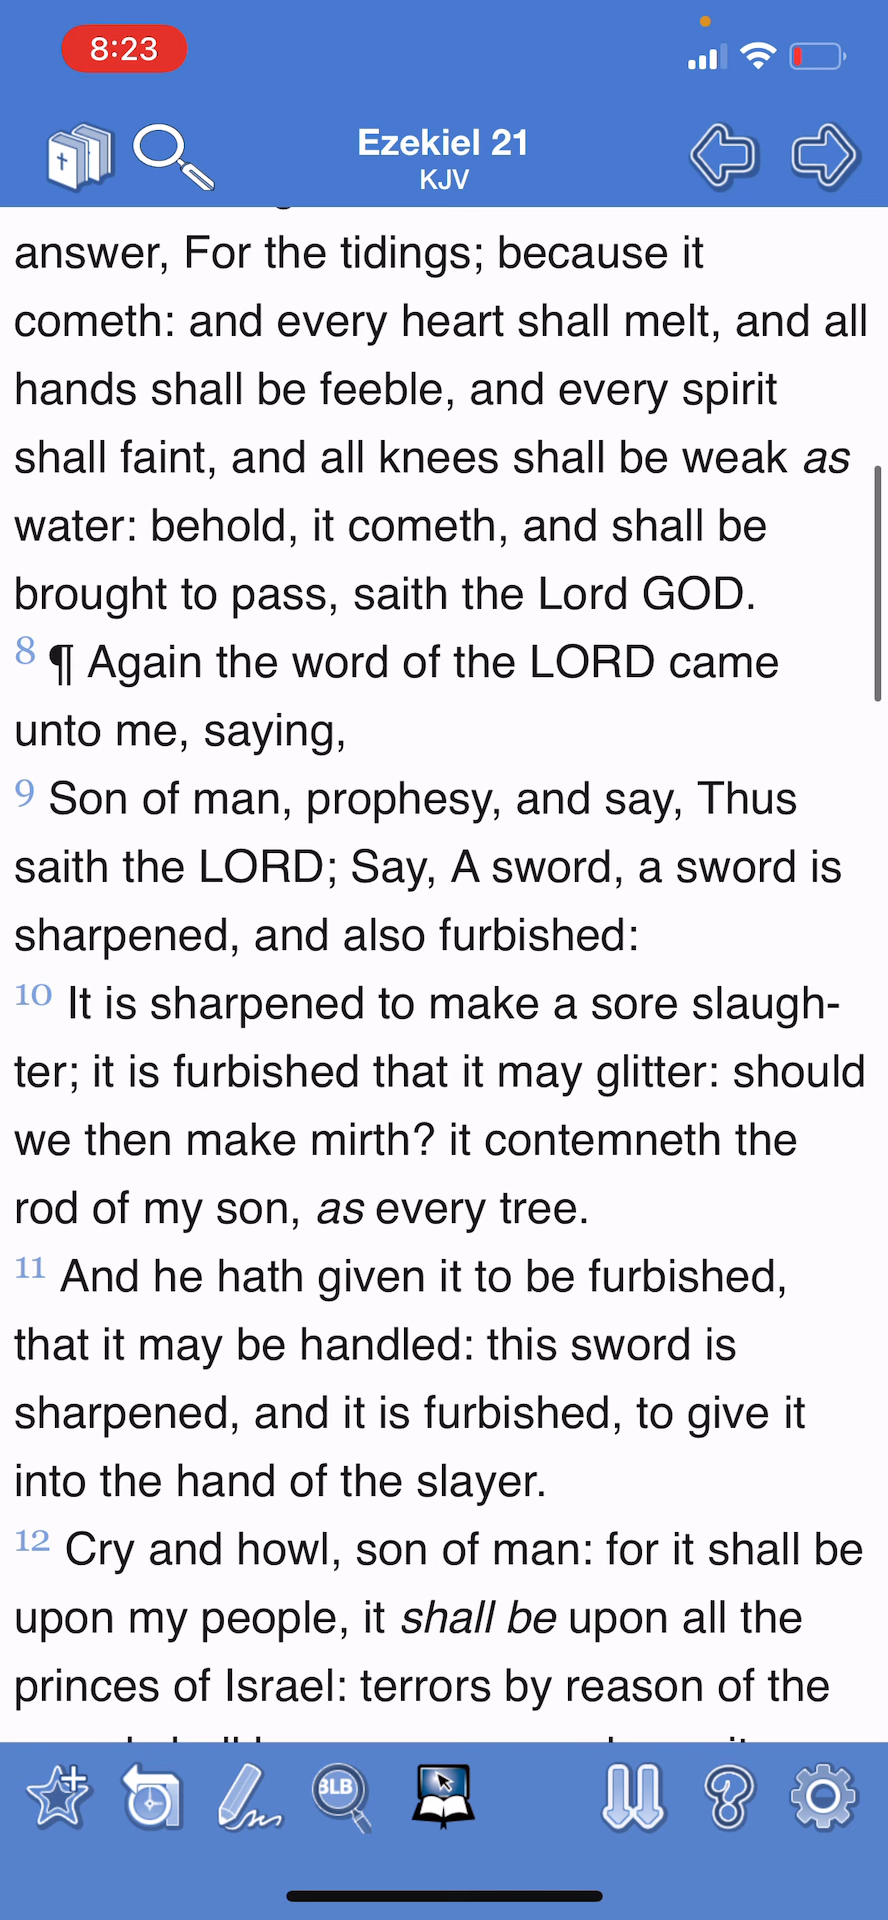 8:23
Ezekiel 21
KJV
answer, For the tidings; because it
cometh: and every heart shall melt, and all
hands shall be feeble, and every spirit
shall faint, and all knees shall be weak as
water: behold, it cometh, and shall be
brought to pass, saith the Lord GOD.
8 ¶ Again the word of the LORD came
unto me, saying,
9 Son of man, prophesy, and say, Thus
saith the LORD; Say, A sword, a sword is
sharpened, and also furbished:
10 It is sharpened to make a sore slaugh-
ter; it is furbished that it may glitter: should
we then make mirth? it contemneth the
rod of my son, as every tree.
11 And he hath given it to be furbished,
that it may be handled: this sword is
sharpened, and it is furbished, to give it
into the hand of the slayer.
12 Cry and howl, son of man: for it shall be
upon my people, it shall be upon all the
princes of Israel: terrors by reason of the
BLB